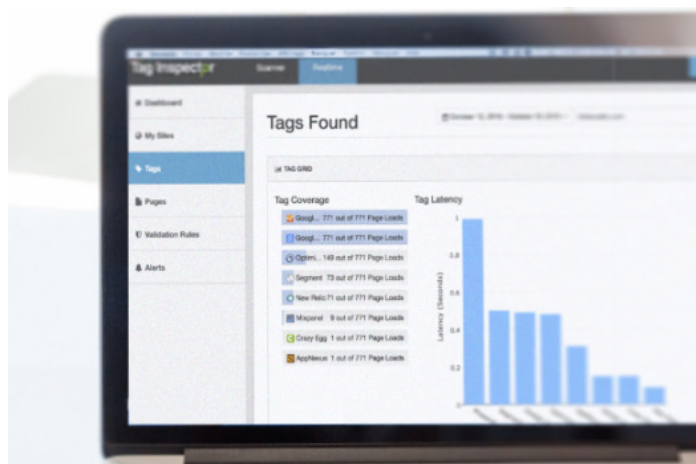 Tag Inspector
Scanner Realtime
Dashboard
My Sites
Tags
Pages
Validation Rules
Alerts
Tags Found
TAG GRID
Tag Coverage
Googl... 771 out of 771 Page Loads
Googl... 771 out of 771 Page Loads
Optimi... 149 out of 771 Page Loads
Segment 73 out of 771 Page Loads
New Relic 71 out of 771 Page Loads
Mixpanel 9 out of 771 Page Loads
Crazy Egg 1 out of 771 Page Loads
AppNexus 1 out of 771 Page Loads
Tag Latency
Latency (Seconds)
1
0.8
0.6
0.4
0.2
0